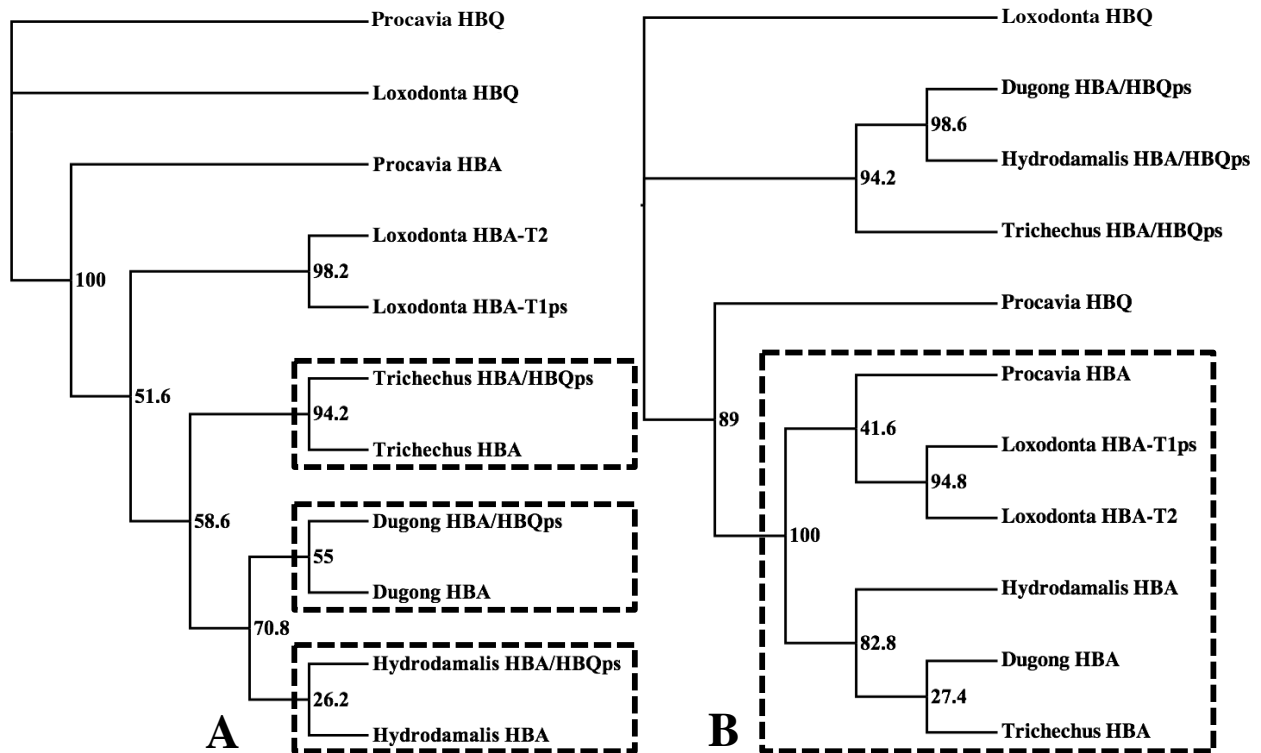 Procavia HBQ
Loxodonta HBQ
Procavia HBA
Loxodonta HBA-T2
98.2
Loxodonta HBA-T1ps
100
51.6
Trichechus HBA/HBQps
94.2
Trichechus HBA
58.6
Dugong HBA/HBQps
55
Dugong HBA
70.8
Hydrodamalis HBA/HBQps
26.2
Hydrodamalis HBA
A
Loxodonta HBQ
Dugong HBA/HBQps
98.6
Hydrodamalis HBA/HBQps
94.2
Trichechus HBA/HBQps
Procavia HBQ
Procavia HBA
89
41.6
Loxodonta HBA-T1ps
94.8
Loxodonta HBA-T2
100
Hydrodamalis HBA
82.8
Dugong HBA
27.4
Trichechus HBA
B